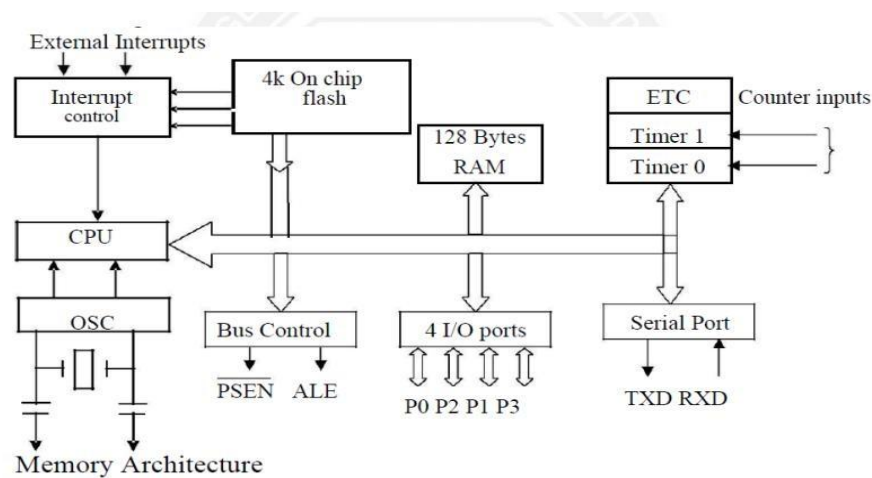 External Interrupts
Interrupt
control
4k On chip
flash
128 Bytes
RAM
ETC
Counter inputs
Timer 1
Timer 0
CPU
OSC
Bus Control
4 I/O ports
Serial Port
PSEN ALE
P0 P2 P1 P3
TXD RXD
Memory Architecture